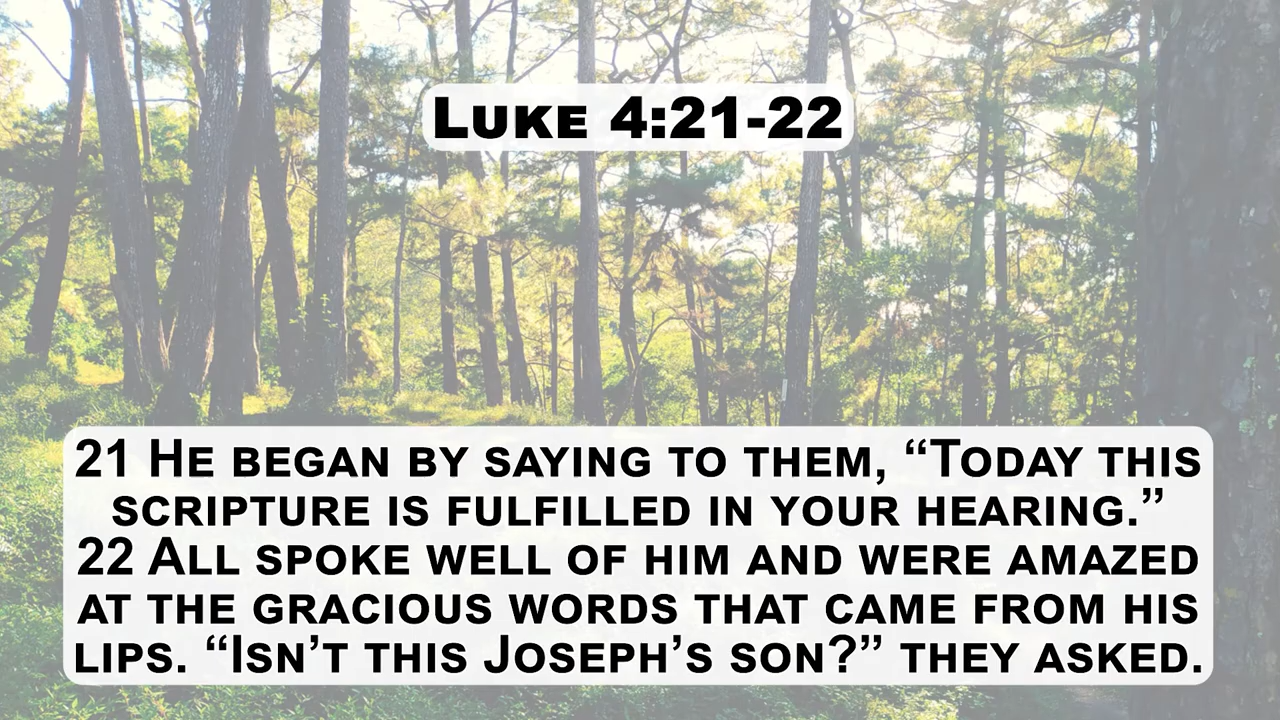 Luke 4:21-22
21 He began by saying to them, “Today this
scripture is fulfilled in your hearing.”
22 All spoke well of him and were amazed
at the gracious words that came from his
lips. “Isn’t this Joseph’s son?” they asked.